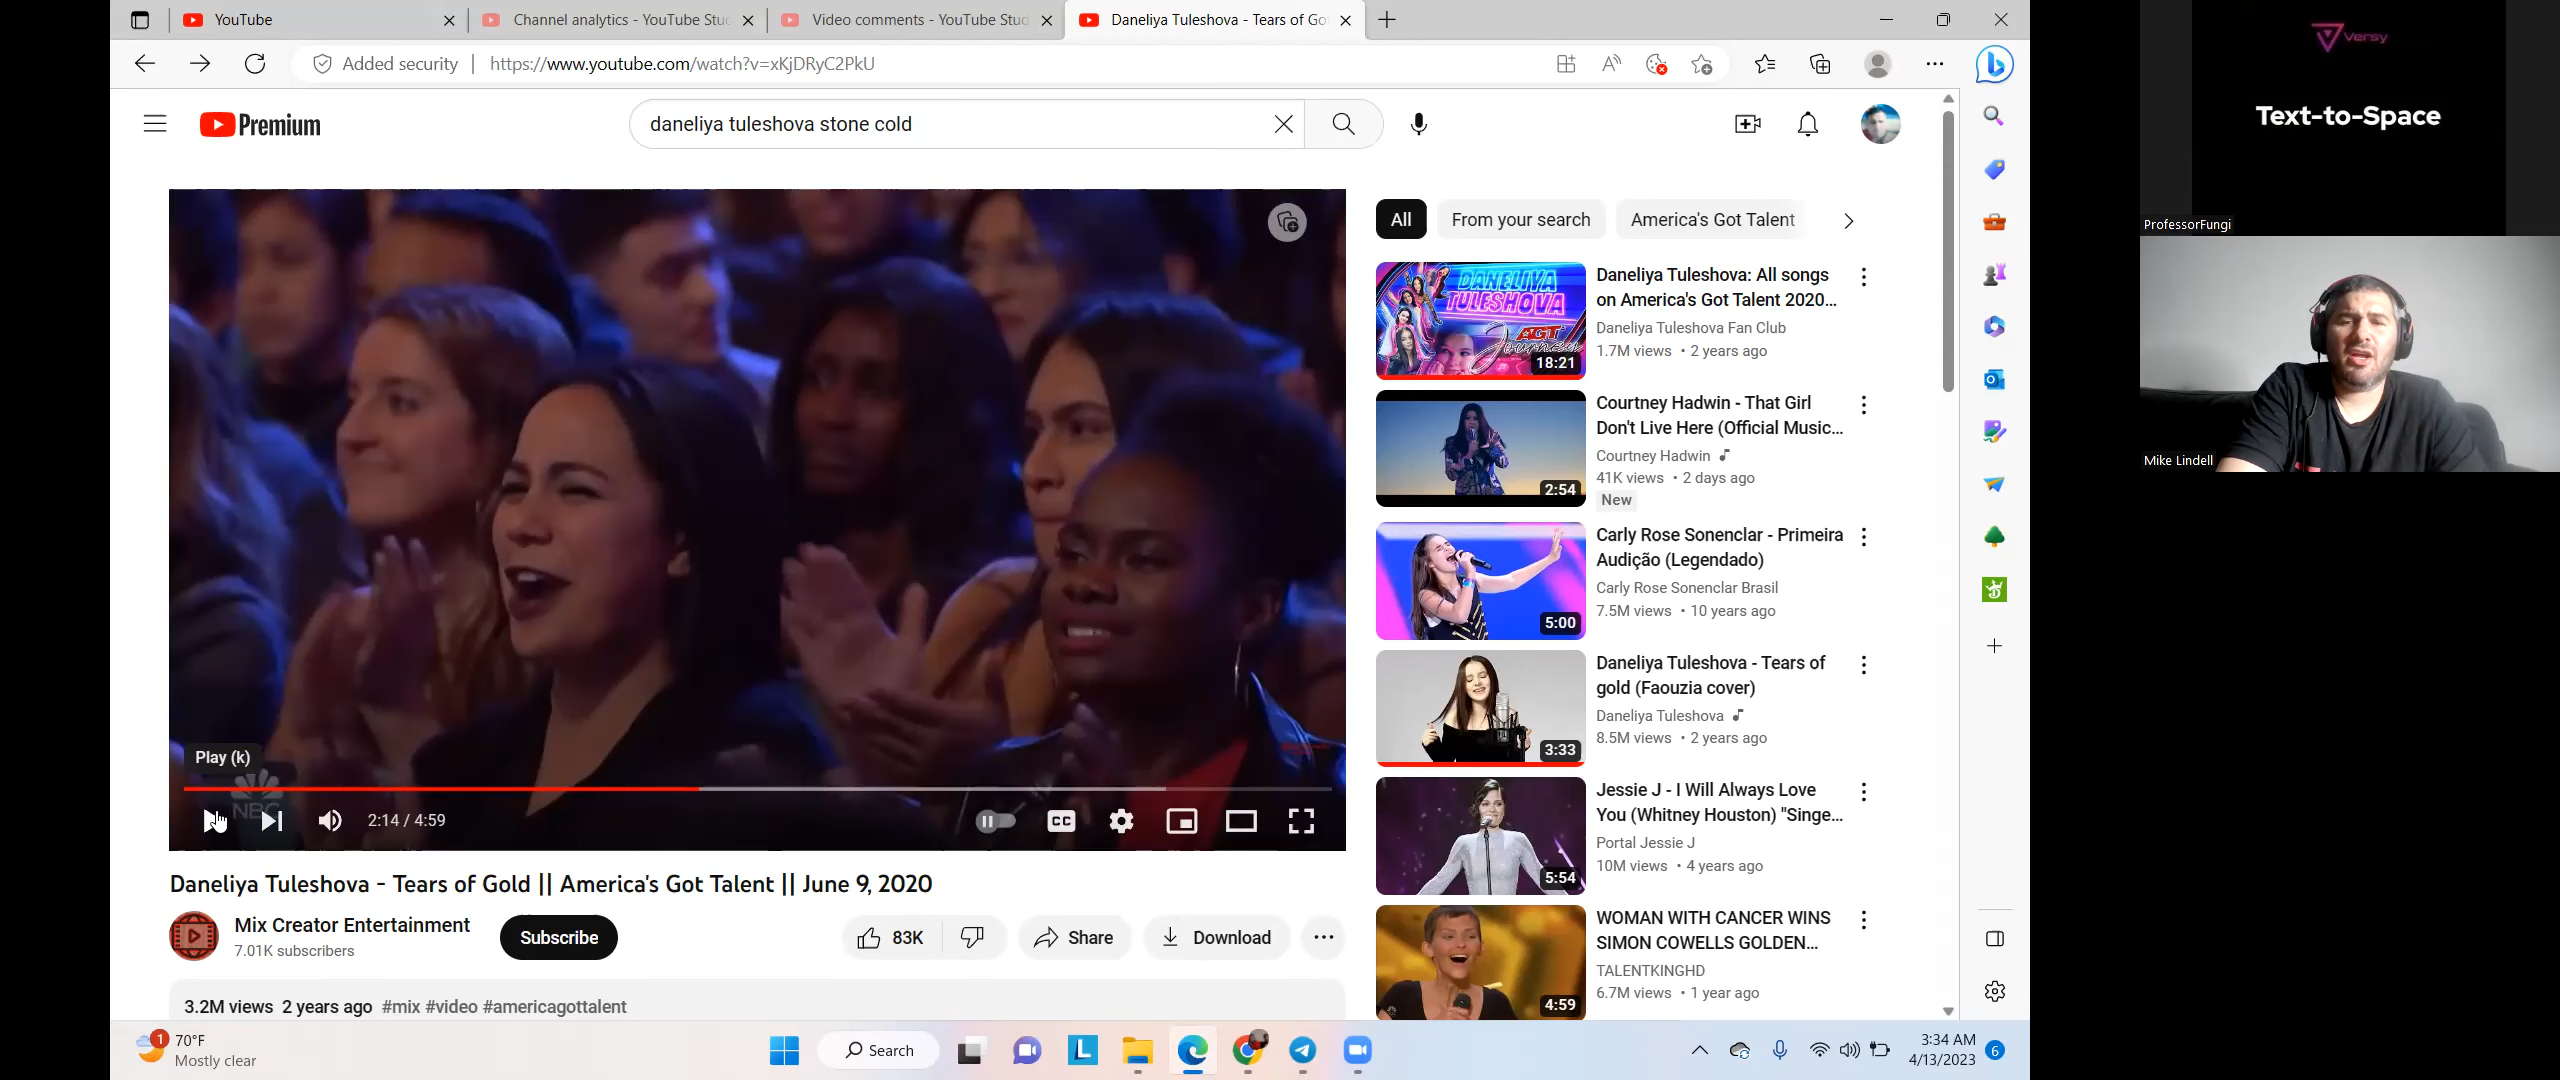 YouTube
Channel analytics - YouTube Stu
Video comments - YouTube Stud
Daneliya Tuleshova - Tears of Go
Added security
https://www.youtube.com/watch?v=xKjDRyC2PkU
Premium
daneliya tuleshova stone cold
All
From your search
America's Got Talent
DANELIYA
TULESHOVA
AGT
Journey
18:21
Daneliya Tuleshova: All songs
on America's Got Talent 2020...
Daneliya Tuleshova Fan Club
1.7M views • 2 years ago
2:54
Courtney Hadwin - That Girl
Don't Live Here (Official Music...
Courtney Hadwin
41K views • 2 days ago
New
5:00
Carly Rose Sonenclar - Primeira
Audição (Legendado)
Carly Rose Sonenclar Brasil
7.5M views • 10 years ago
3:33
Daneliya Tuleshova - Tears of
gold (Faouzia cover)
Daneliya Tuleshova
8.5M views • 2 years ago
5:54
Jessie J - I Will Always Love
You (Whitney Houston) "Singe...
Portal Jessie J
10M views • 4 years ago
4:59
WOMAN WITH CANCER WINS
SIMON COWELLS GOLDEN...
TALENTKINGHD
6.7M views • 1 year ago
Play (k)
NBC
2:14 / 4:59
CC
Daneliya Tuleshova - Tears of Gold || America's Got Talent || June 9, 2020
Mix Creator Entertainment
7.01K subscribers
Subscribe
83K
Share
Download
3.2M views 2 years ago #mix #video #americagottalent
1
70°F
Mostly clear
Search
L
3:34 AM
4/13/2023
6
Versy
Text-to-Space
ProfessorFungi
Mike Lindell